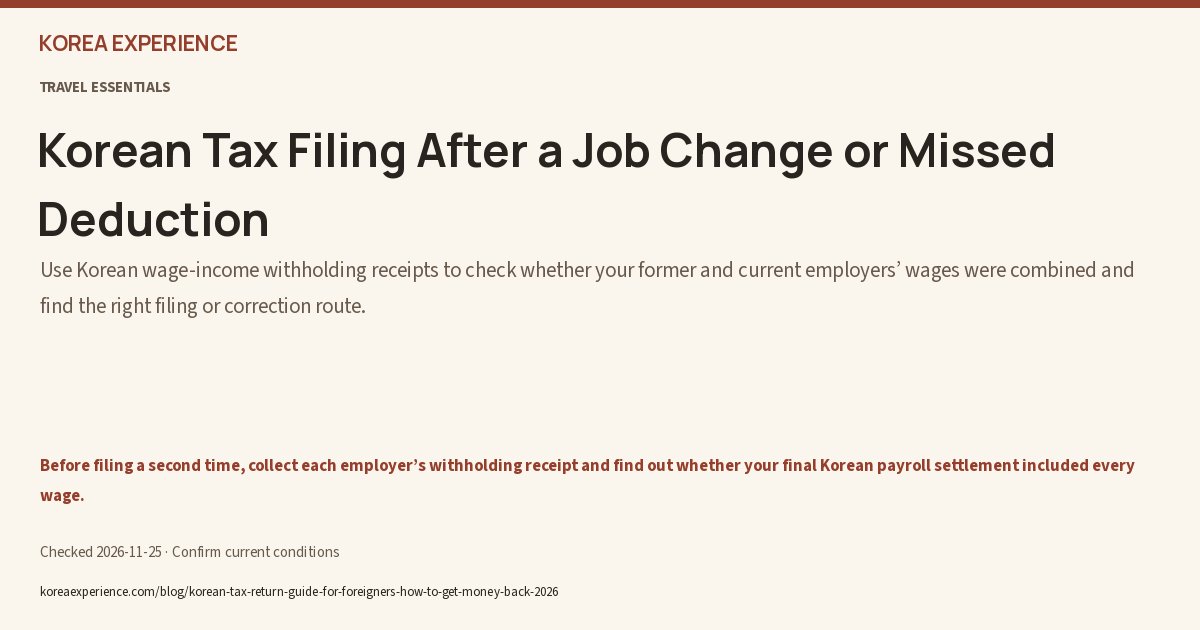 KOREA EXPERIENCE
TRAVEL ESSENTIALS
Korean Tax Filing After a Job Change or Missed
Deduction
Use Korean wage-income withholding receipts to check whether your former and current employers’ wages were combined and
find the right filing or correction route.
Before filing a second time, collect each employer’s withholding receipt and find out whether your final Korean payroll settlement included every
wage.
Checked 2026-11-25 · Confirm current conditions
koreaexperience.com/blog/korean-tax-return-guide-for-foreigners-how-to-get-money-back-2026